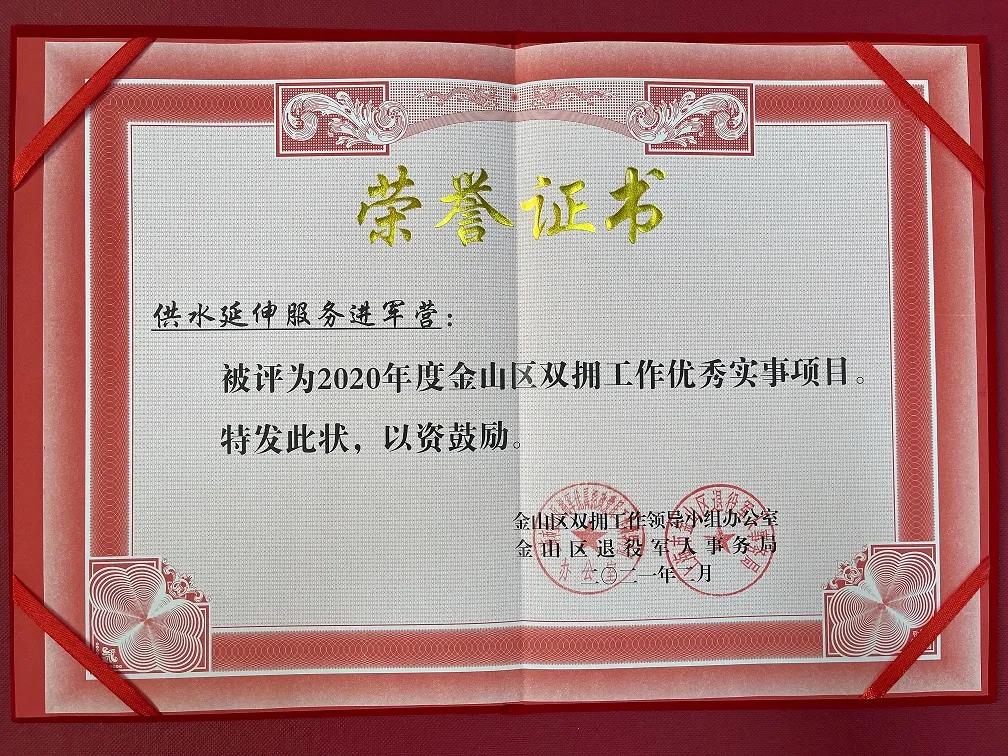 荣誉证书
供水延伸服务进军营：
被评为2020年度金山区双拥工作优秀实事项目。
特发此状，以资鼓励。
金山区双拥工作领导小组办公室
金山区退役军人事务局
二〇二一年二月
办公室